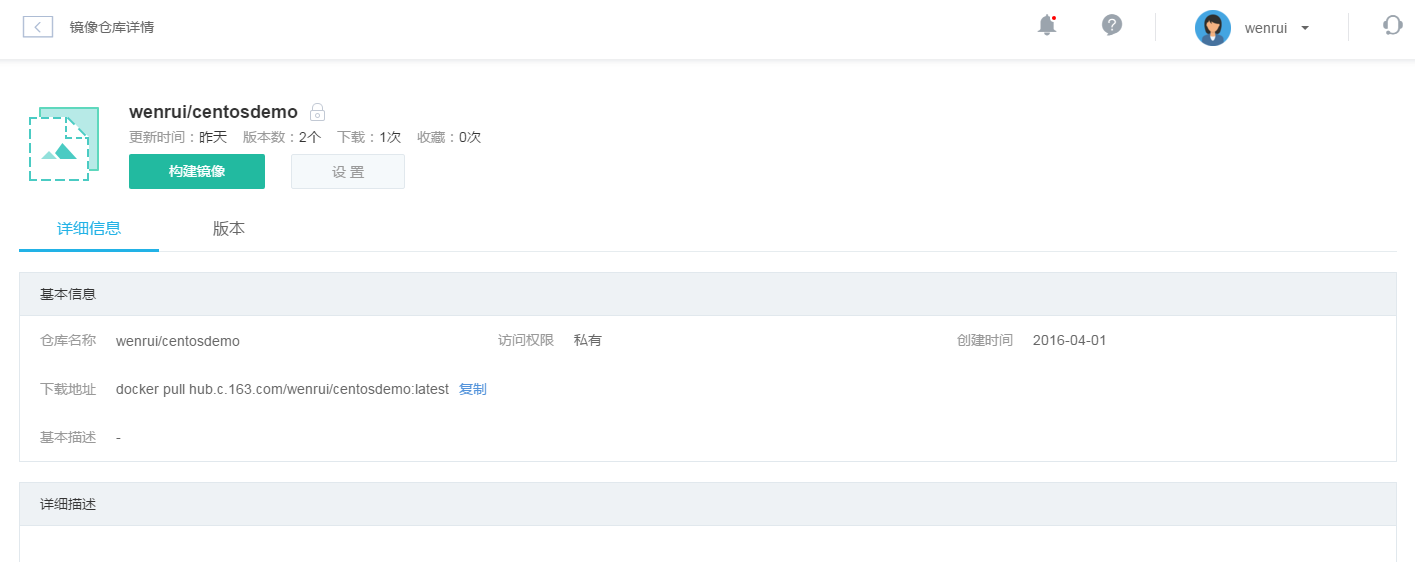 镜像仓库详情
wenrui
wenrui/centosdemo
更新时间：昨天 版本数：2个 下载：1次 收藏：0次
构建镜像 设 置
详细信息 版本
基本信息
仓库名称 wenrui/centosdemo 访问权限 私有 创建时间 2016-04-01
下载地址 docker pull hub.c.163.com/wenrui/centosdemo:latest 复制
基本描述 -
详细描述